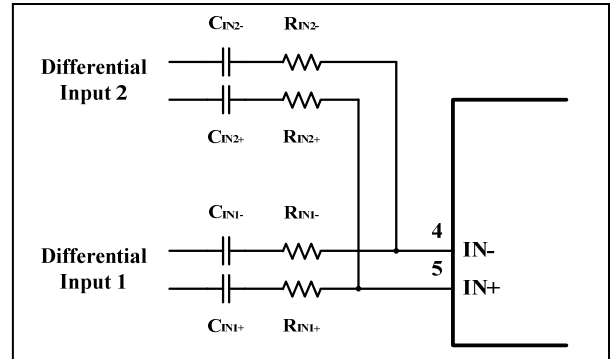 CIN2- RIN2-
Differential
Input 2
CIN2+ RIN2+
CIN1- RIN1-
4
Differential
Input 1
IN-
5
IN+
CIN1+ RIN1+